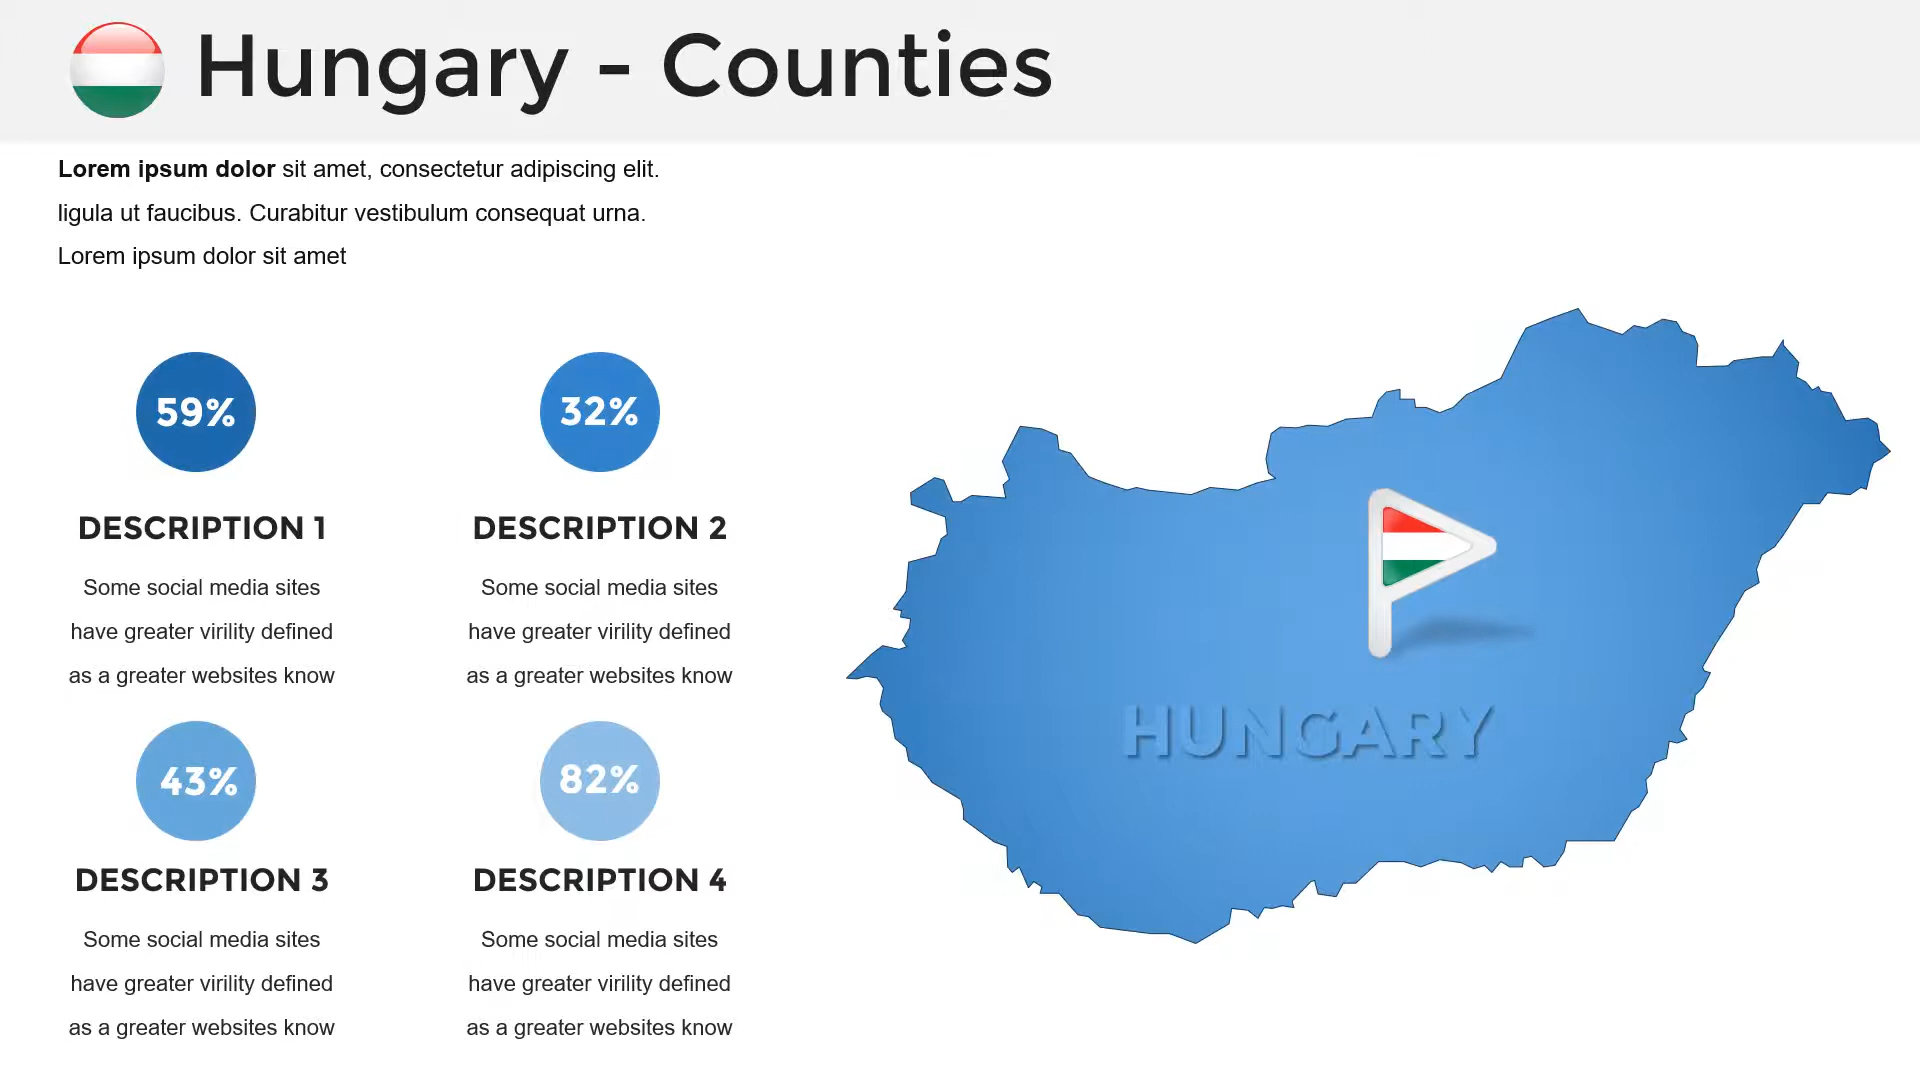 Hungary - Counties
Lorem ipsum dolor sit amet, consectetur adipiscing elit.
ligula ut faucibus. Curabitur vestibulum consequat urna.
Lorem ipsum dolor sit amet
59%
DESCRIPTION 1
Some social media sites
have greater virility defined
as a greater websites know
32%
DESCRIPTION 2
Some social media sites
have greater virility defined
as a greater websites know
43%
DESCRIPTION 3
Some social media sites
have greater virility defined
as a greater websites know
82%
DESCRIPTION 4
Some social media sites
have greater virility defined
as a greater websites know
HUNGARY